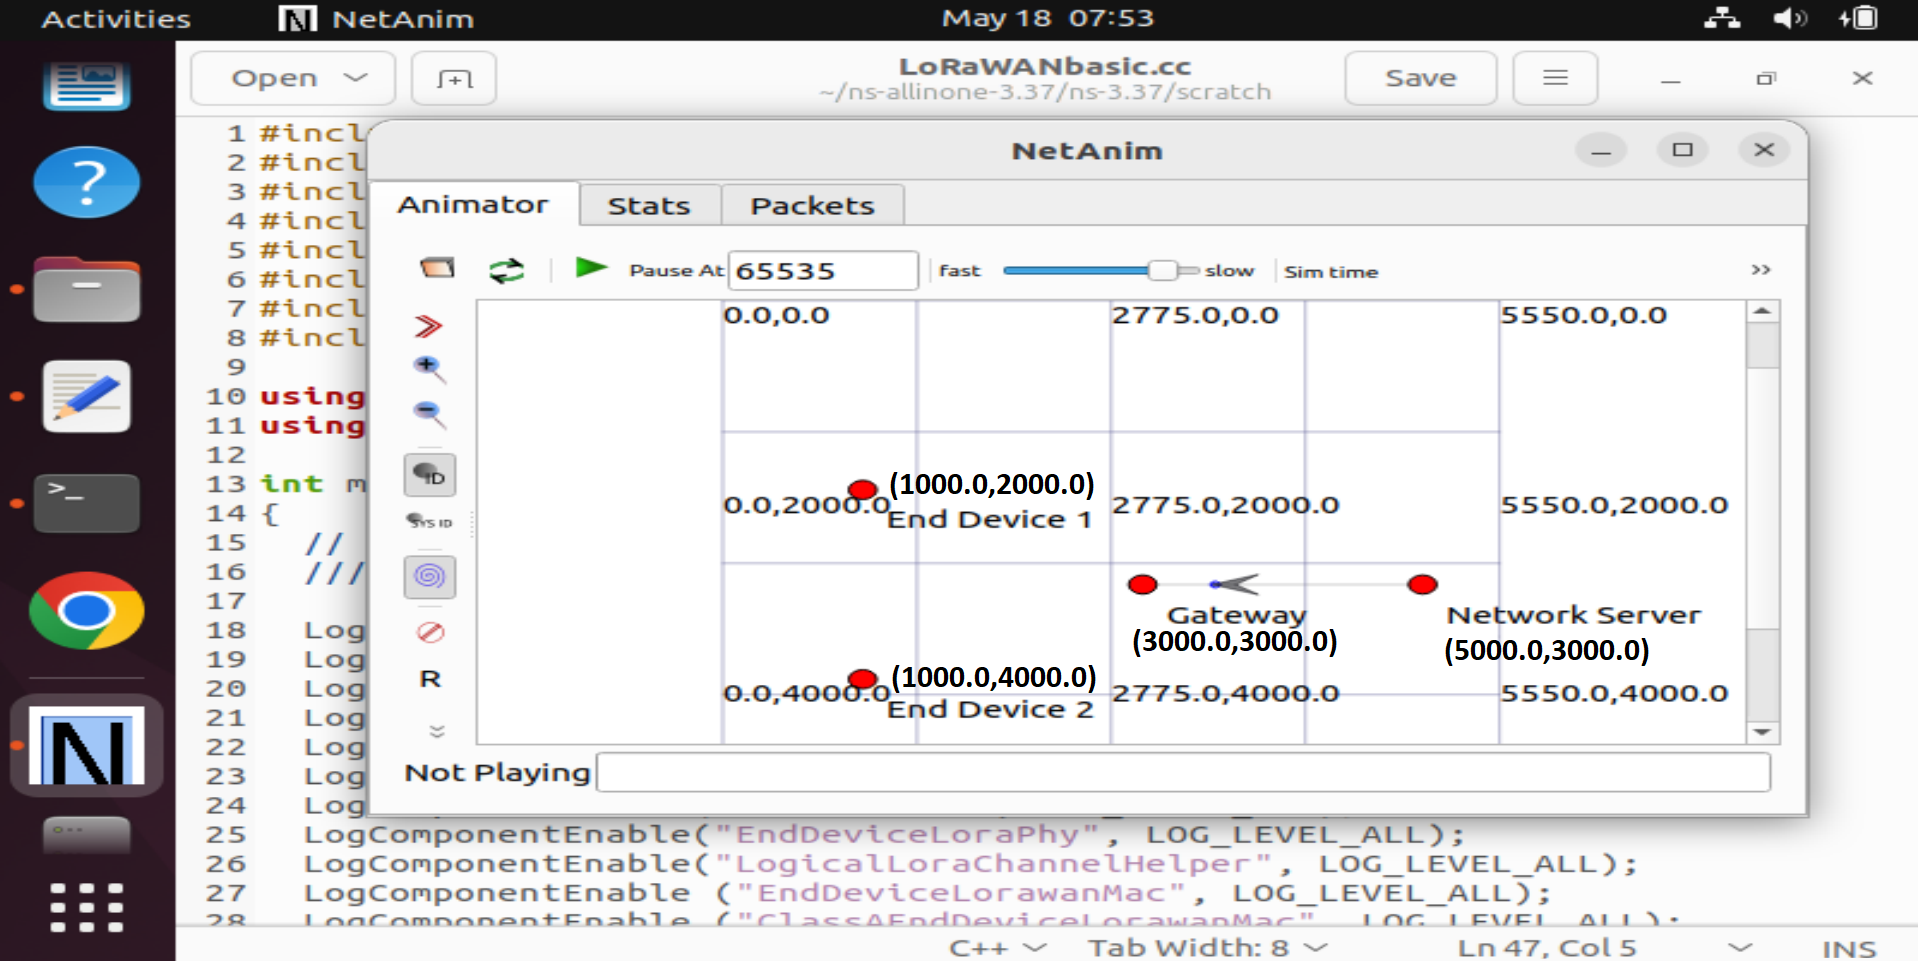 Activities NetAnim May 18 07:53
Open LoRaWANbasic.cc Save
~/ns-allinone-3.37/ns-3.37/scratch
1 #incl
2 #incl
3 #incl
4 #incl
5 #incl
6 #incl
7 #incl
8 #incl
9
10 using
11 using
12
13 int m
14 {
15 //
16 ///
17
18 Log
19 Log
20 Log
21 Log
22 Log
23 Log
24 Log
NetAnim
Animator Stats Packets
Pause At 65535 fast slow Sim time »
0.0,0.0 2775.0,0.0 5550.0,0.0
ID
SYS ID
R
(1000.0,2000.0)
0.0,2000.0 2775.0,2000.0 5550.0,2000.0
End Device 1
Gateway Network Server
(3000.0,3000.0) (5000.0,3000.0)
(1000.0,4000.0)
0.0,4000.0 2775.0,4000.0 5550.0,4000.0
End Device 2
Not Playing
25 LogComponentEnable("EndDeviceLoraPhy", LOG_LEVEL_ALL);
26 LogComponentEnable("LogicalLoraChannelHelper", LOG_LEVEL_ALL);
27 LogComponentEnable ("EndDeviceLorawanMac", LOG_LEVEL_ALL);
28 LogComponentEnable ("ClassAEndDeviceLorawanMac", LOG_LEVEL_ALL);
C++ Tab Width: 8 Ln 47, Col 5 INS